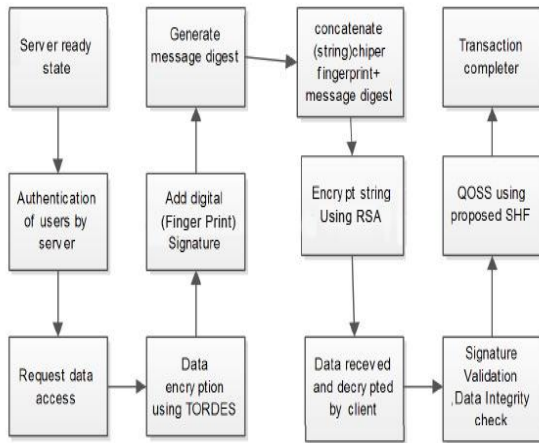 Server ready
state
Authentication
of users by
server
Request data
access
Data
encryption
using TORDES
Add digital
(Finger Print)
Signature
Generate
message digest
concatenate
(string)chiper
fingerprint+
message digest
Encrypt string
Using RSA
Data receved
and decrypted
by client
Signature
Validation
,Data Integrity
check
QOSS using
proposed SHF
Transaction
completer